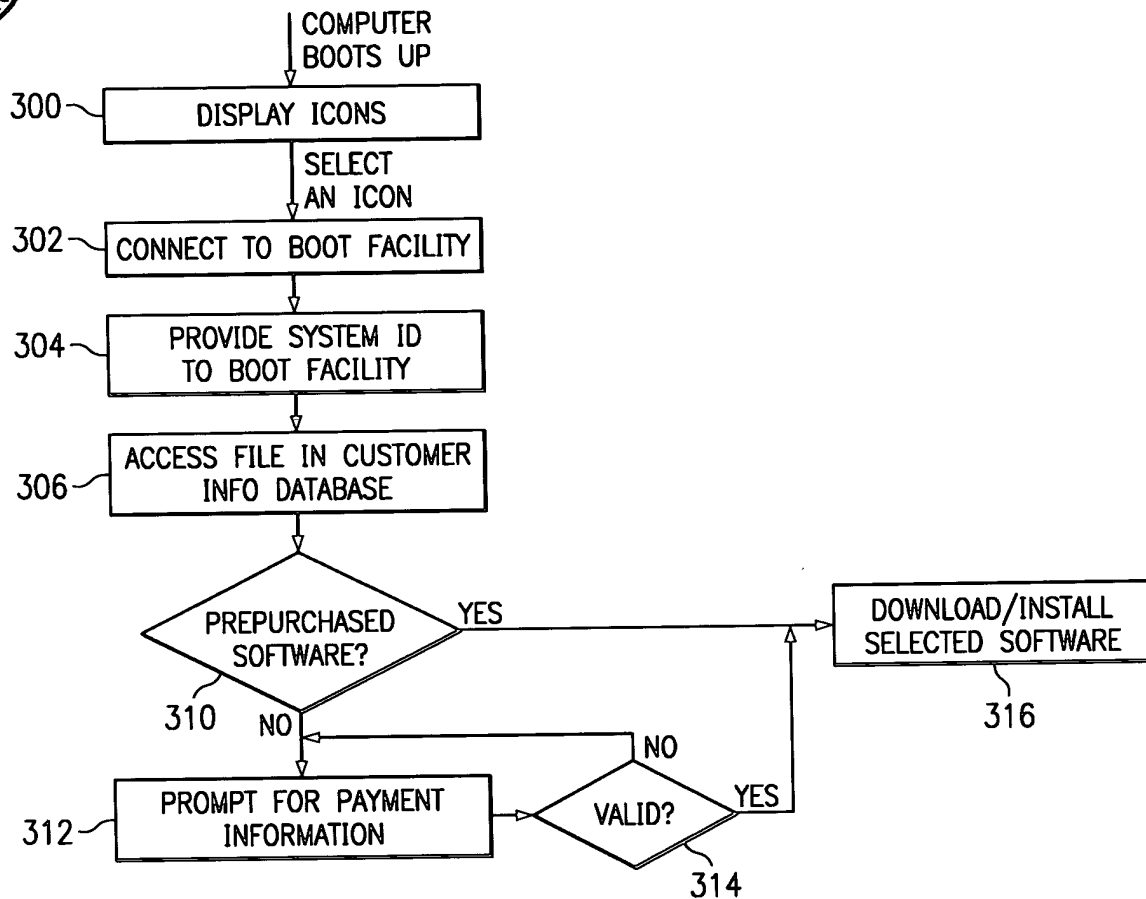 COMPUTER
BOOTS UP
300
DISPLAY ICONS
SELECT
AN ICON
302
CONNECT TO BOOT FACILITY
304
PROVIDE SYSTEM ID
TO BOOT FACILITY
306
ACCESS FILE IN CUSTOMER
INFO DATABASE
PREPURCHASED
SOFTWARE?
310
YES
NO
DOWNLOAD/INSTALL
SELECTED SOFTWARE
316
312
PROMPT FOR PAYMENT
INFORMATION
VALID?
314
NO
YES